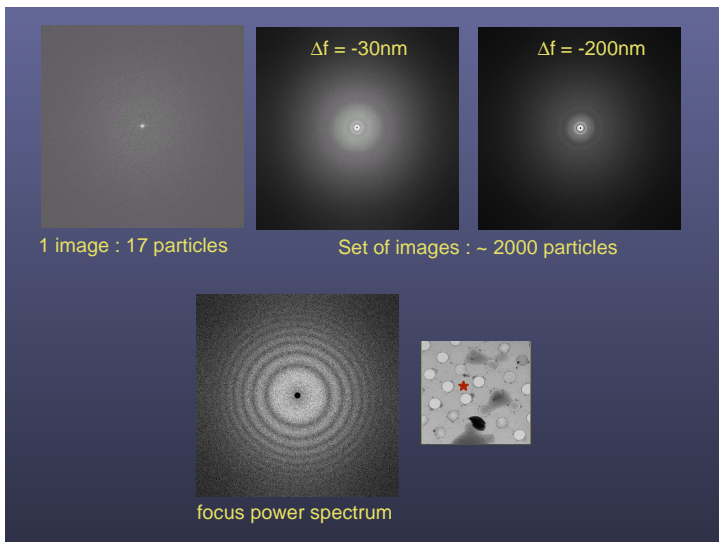 Δf = -30nm
Δf = -200nm
1 image : 17 particles
Set of images : ~ 2000 particles
focus power spectrum